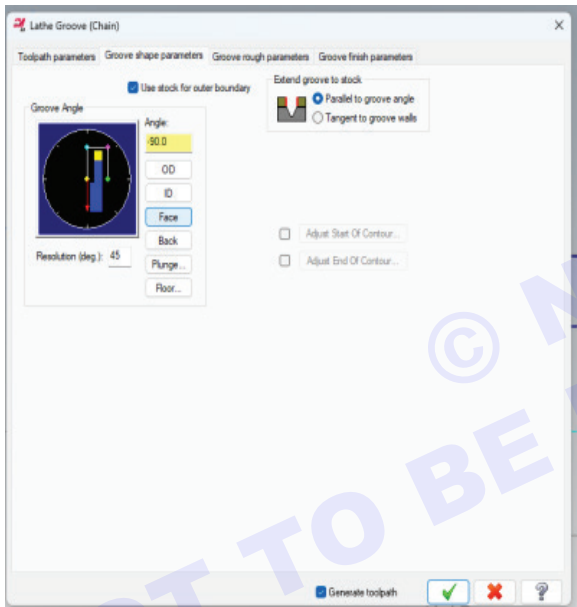 Lathe Groove (Chain)
Toolpath parameters Groove shape parameters Groove rough parameters Groove finish parameters
Use stock for outer boundary
Extend groove to stock
Parallel to groove angle
Tangent to groove walls
Groove Angle
Angle:
-90.0
OD
ID
Face
Back
Plunge...
Floor...
Resolution (deg.): 45
Adjust Start Of Contour...
Adjust End Of Contour...
©
TO BE
Generate toolpath
?